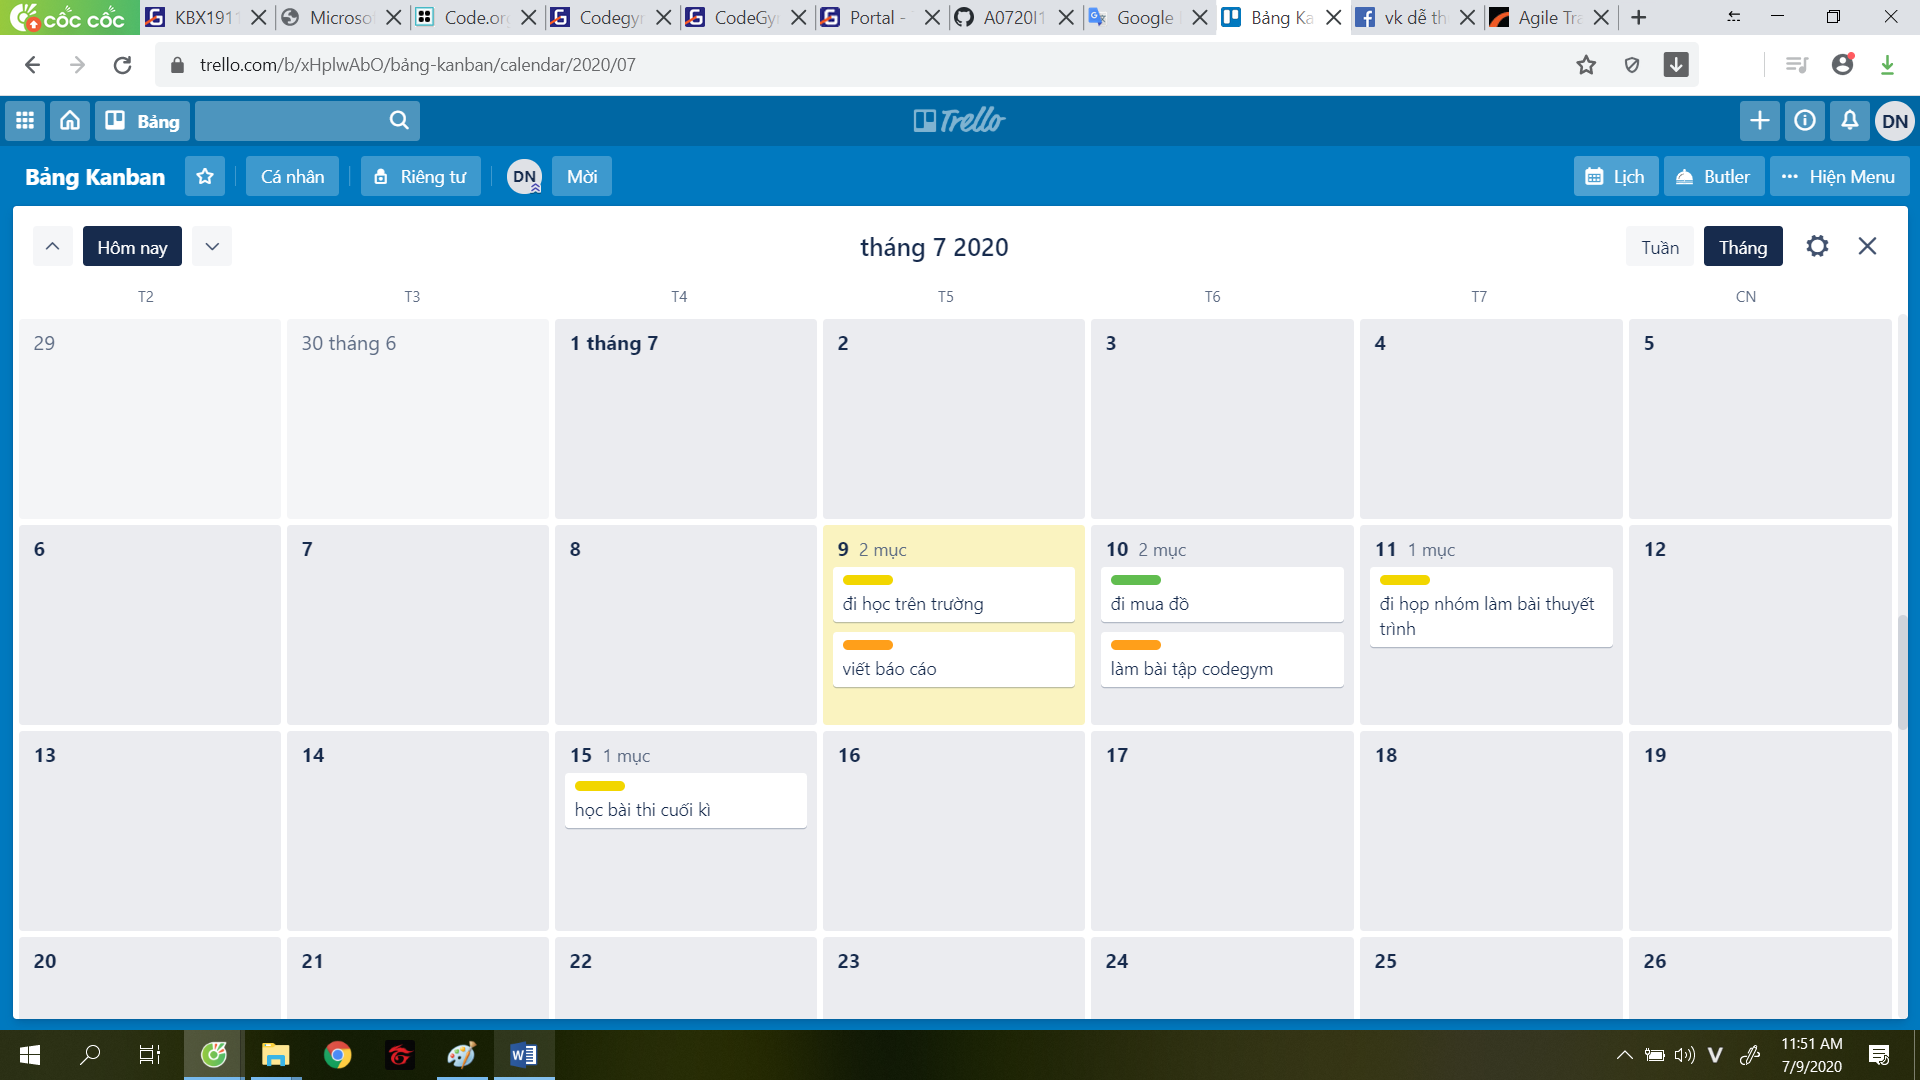 cốc cốc
KBX1911
Microsof
Code.org
Codegym
CodeGy
Portal -
A0720I1
Google
Bảng Ka
vk dễ th
Agile Tra
trello.com/b/xHplwAbO/bảng-kanban/calendar/2020/07
Bảng
Trello
DN
Bảng Kanban
Cá nhân
Riêng tư
DN
Mời
Lịch
Butler
Hiện Menu
Hôm nay
tháng 7 2020
Tuần
Tháng
T2 T3 T4 T5 T6 T7 CN
29 30 tháng 6 1 tháng 7 2 3 4 5
6 7 8 9 2 mục 10 2 mục 11 1 mục 12
đi học trên trường
viết báo cáo
đi mua đồ
làm bài tập codegym
đi họp nhóm làm bài thuyết
trình
13 14 15 1 mục 16 17 18 19
học bài thi cuối kì
20 21 22 23 24 25 26
V
11:51 AM
7/9/2020